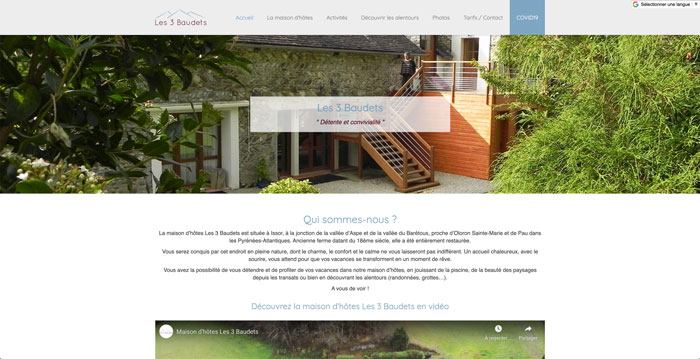 Sélectionner une langue ▼
Les 3 Baudets
Accueil La maison d'hôtes Activités Découvrir les alentours Photos Tarifs / Contact COVID19
Les 3 Baudets
" Détente et convivialité "
Qui sommes-nous ?
La maison d'hôtes Les 3 Baudets est située à Issor, à la jonction de la vallée d'Aspe et de la vallée du Barétous, proche d'Oloron Sainte-Marie et de Pau dans
les Pyrénées-Atlantiques. Ancienne ferme datant du 18ème siècle, elle a été entièrement restaurée.
Vous serez conquis par cet endroit en pleine nature, dont le charme, le confort et le calme ne vous laisseront pas indifférent. Un accueil chaleureux, avec le
sourire, vous attend pour que vos vacances se transforment en un moment de rêve.
Vous avez la possibilité de vous détendre et de profiter de vos vacances dans notre maison d'hôtes, en jouissant de la piscine, de la beauté des paysages
depuis les transats ou bien en découvrant les alentours (randonnées, grottes...).
A vous de voir !
Découvrez la maison d'hôtes Les 3 Baudets en vidéo
Maison d'hôtes Les 3 Baudets
À regarder Partager